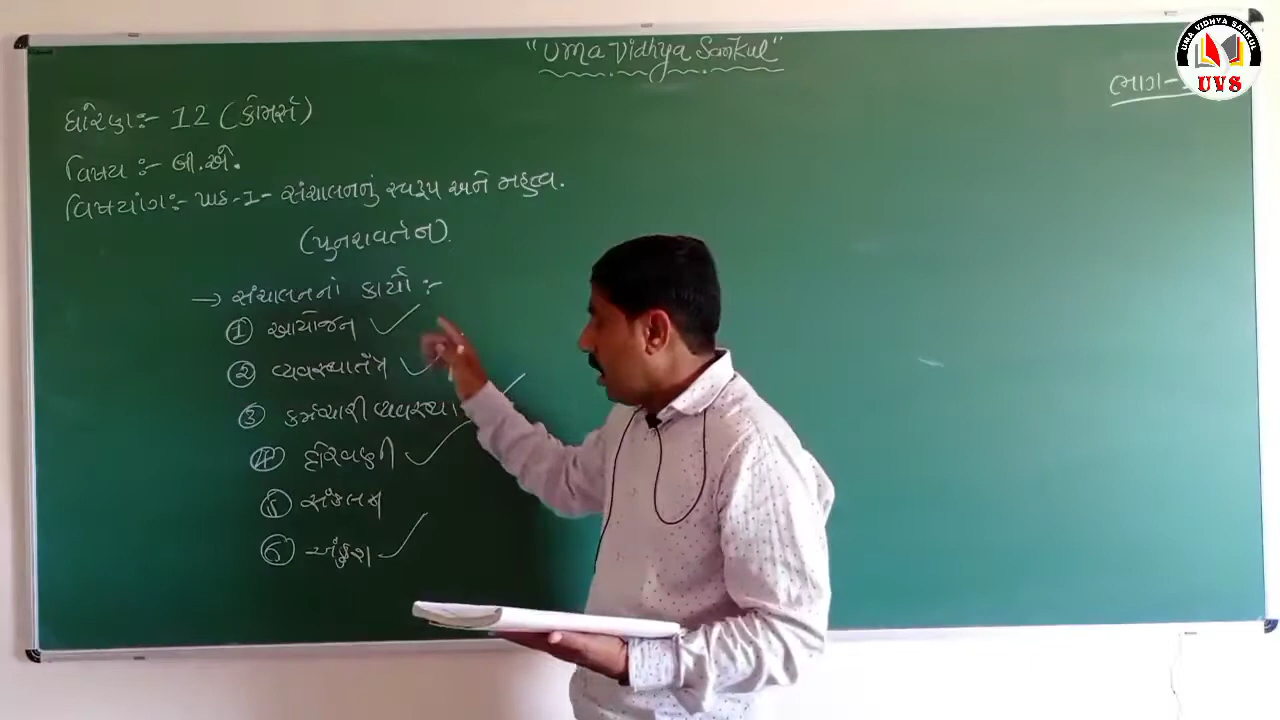 "Uma Vidhya Sankul"
UMA VIDHYA SANKUL
UVS
ભાગ-
ધોરણ:- 12 (કોમર્સ)
વિષય:- બી.એ.
વિષયાંગ:- પાઠ-1- સંચાલનનું સ્વરૂપ અને મહત્વ.
(પુનરાવર્તન).
→ સંચાલનનાં કાર્યો :-
① આયોજન ✓
② વ્યવસ્થાતંત્ર ✓
③ કર્મચારી વ્યવસ્થા
④ દોરવણી ✓
⑤ સંકલન
⑥ અંકુશ ✓